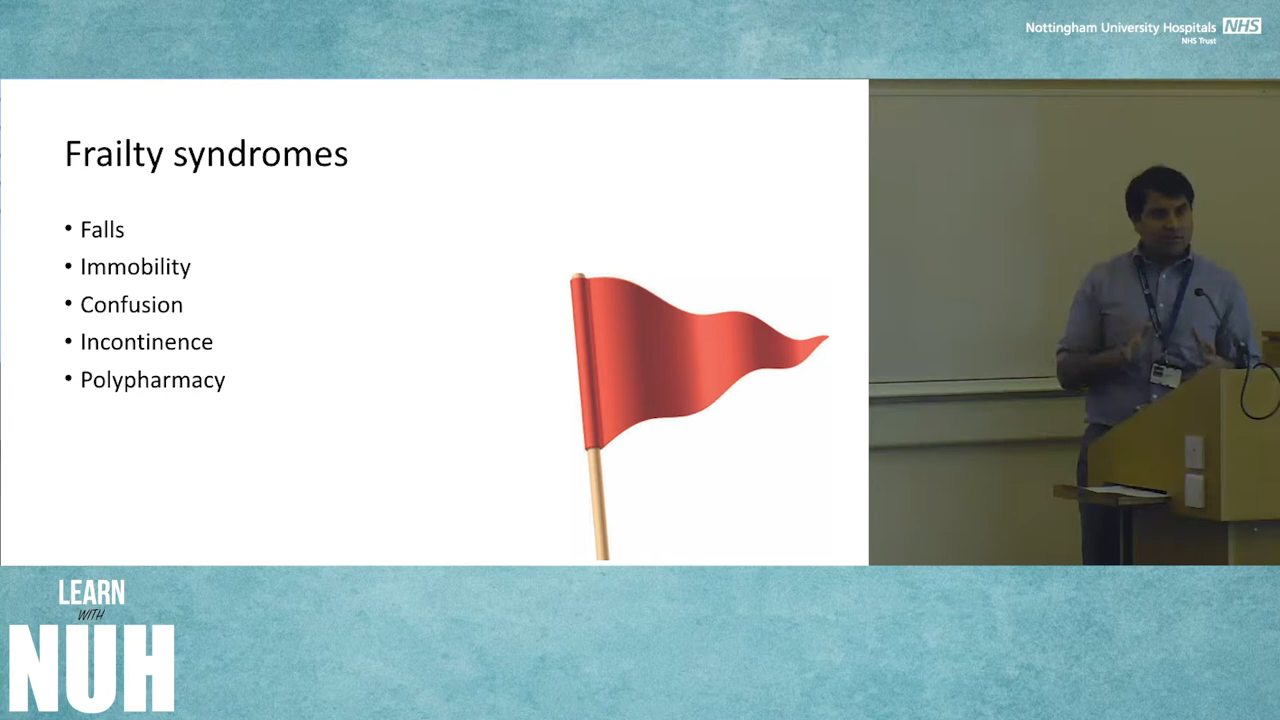 Nottingham University Hospitals NHS
NHS Trust
Frailty syndromes
• Falls
• Immobility
• Confusion
• Incontinence
• Polypharmacy
LEARN
WITH
NUH